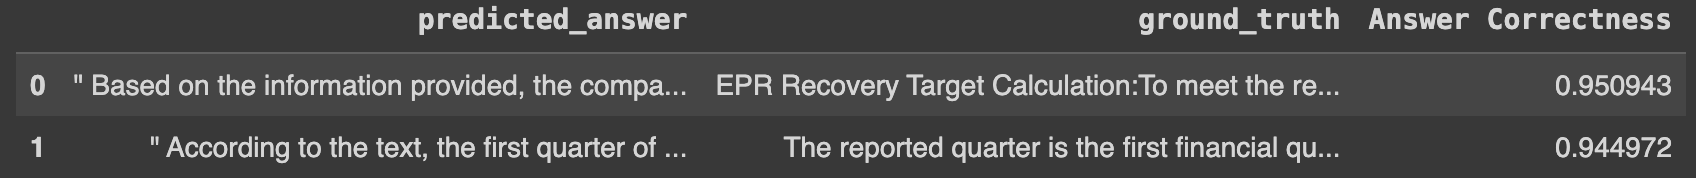 predicted_answer ground_truth Answer Correctness
0 " Based on the information provided, the compa... EPR Recovery Target Calculation:To meet the re... 0.950943
1 " According to the text, the first quarter of ... The reported quarter is the first financial qu... 0.944972